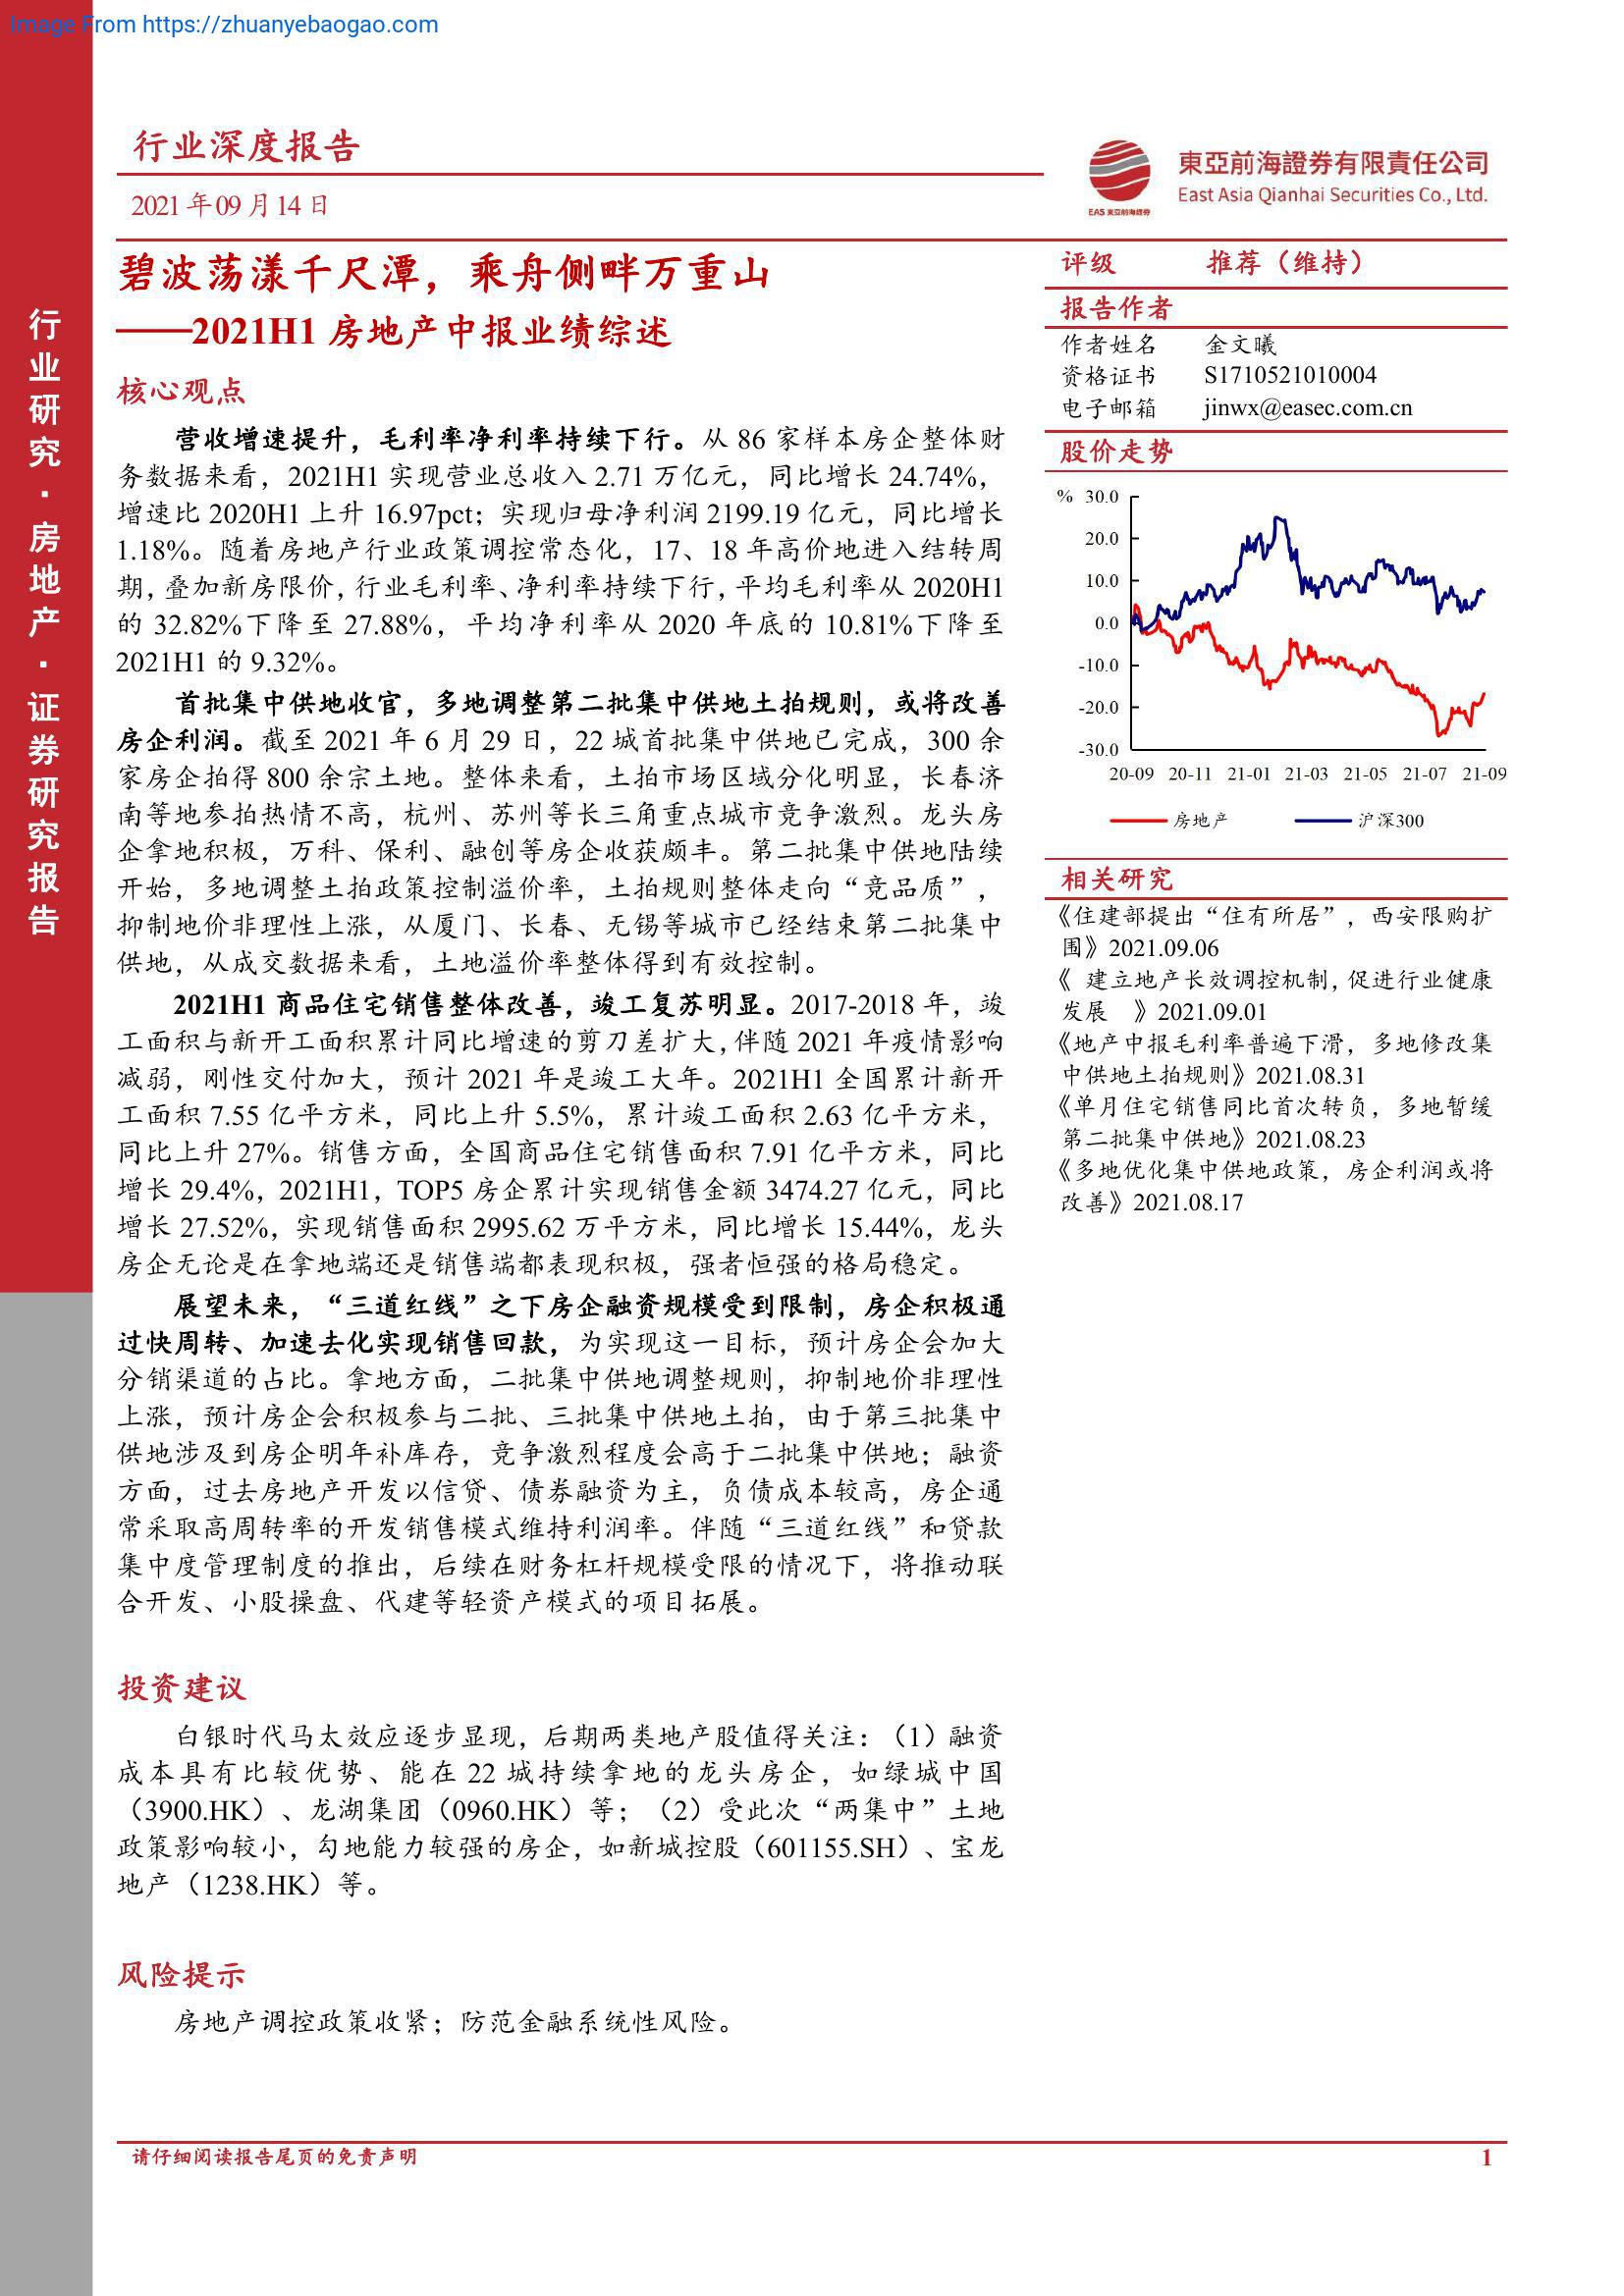 Image From https://zhuanyebaogao.com
行业研究·房地产·证券研究报告
行业深度报告
2021年09月14日
EAS 東亞前海證券
東亞前海證券有限責任公司
East Asia Qianhai Securities Co., Ltd.
碧波荡漾千尺潭，乘舟侧畔万重山
——2021H1 房地产中报业绩综述
核心观点
营收增速提升，毛利率净利率持续下行。从 86 家样本房企整体财
务数据来看，2021H1 实现营业总收入 2.71 万亿元，同比增长 24.74%，
增速比 2020H1 上升 16.97pct；实现归母净利润 2199.19 亿元，同比增长
1.18%。随着房地产行业政策调控常态化，17、18 年高价地进入结转周
期，叠加新房限价，行业毛利率、净利率持续下行，平均毛利率从 2020H1
的 32.82%下降至 27.88%，平均净利率从 2020 年底的 10.81%下降至
2021H1 的 9.32%。
首批集中供地收官，多地调整第二批集中供地土拍规则，或将改善
房企利润。截至 2021 年 6 月 29 日，22 城首批集中供地已完成，300 余
家房企拍得 800 余宗土地。整体来看，土拍市场区域分化明显，长春济
南等地参拍热情不高，杭州、苏州等长三角重点城市竞争激烈。龙头房
企拿地积极，万科、保利、融创等房企收获颇丰。第二批集中供地陆续
开始，多地调整土拍政策控制溢价率，土拍规则整体走向“竞品质”，
抑制地价非理性上涨，从厦门、长春、无锡等城市已经结束第二批集中
供地，从成交数据来看，土地溢价率整体得到有效控制。
2021H1 商品住宅销售整体改善，竣工复苏明显。2017-2018 年，竣
工面积与新开工面积累计同比增速的剪刀差扩大，伴随 2021 年疫情影响
减弱，刚性交付加大，预计 2021 年是竣工大年。2021H1 全国累计新开
工面积 7.55 亿平方米，同比上升 5.5%，累计竣工面积 2.63 亿平方米，
同比上升 27%。销售方面，全国商品住宅销售面积 7.91 亿平方米，同比
增长 29.4%，2021H1，TOP5 房企累计实现销售金额 3474.27 亿元，同比
增长 27.52%，实现销售面积 2995.62 万平方米，同比增长 15.44%，龙头
房企无论是在拿地端还是销售端都表现积极，强者恒强的格局稳定。
展望未来，“三道红线”之下房企融资规模受到限制，房企积极通
过快周转、加速去化实现销售回款，为实现这一目标，预计房企会加大
分销渠道的占比。拿地方面，二批集中供地调整规则，抑制地价非理性
上涨，预计房企会积极参与二批、三批集中供地土拍，由于第三批集中
供地涉及到房企明年补库存，竞争激烈程度会高于二批集中供地；融资
方面，过去房地产开发以信贷、债券融资为主，负债成本较高，房企通
常采取高周转率的开发销售模式维持利润率。伴随“三道红线”和贷款
集中度管理制度的推出，后续在财务杠杆规模受限的情况下，将推动联
合开发、小股操盘、代建等轻资产模式的项目拓展。
投资建议
白银时代马太效应逐步显现，后期两类地产股值得关注：（1）融资
成本具有比较优势、能在 22 城持续拿地的龙头房企，如绿城中国
（3900.HK）、龙湖集团（0960.HK）等；（2）受此次“两集中”土地
政策影响较小，勾地能力较强的房企，如新城控股（601155.SH）、宝龙
地产（1238.HK）等。
风险提示
房地产调控政策收紧；防范金融系统性风险。
评级 推荐（维持）
报告作者
作者姓名 金文曦
资格证书 S1710521010004
电子邮箱 jinwx@easec.com.cn
股价走势
% 30.0
20.0
10.0
0.0
-10.0
-20.0
-30.0
20-09 20-11 21-01 21-03 21-05 21-07 21-09
房地产 沪深300
相关研究
《住建部提出“住有所居”，西安限购扩
围》2021.09.06
《 建立地产长效调控机制，促进行业健康
发展 》2021.09.01
《地产中报毛利率普遍下滑，多地修改集
中供地土拍规则》2021.08.31
《单月住宅销售同比首次转负，多地暂缓
第二批集中供地》2021.08.23
《多地优化集中供地政策，房企利润或将
改善》2021.08.17
请仔细阅读报告尾页的免责声明
1